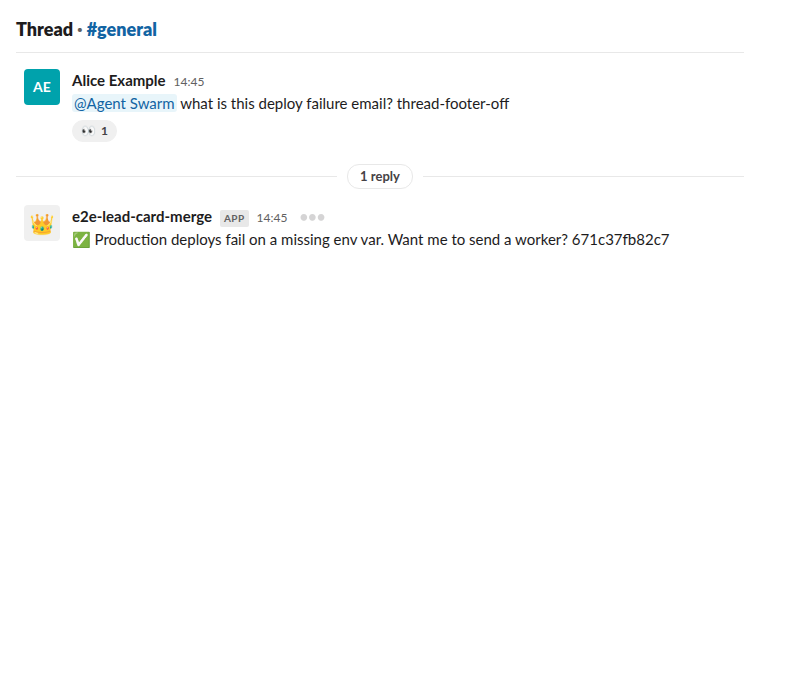 Thread • #general
AE
Alice Example 14:45
@Agent Swarm what is this deploy failure email? thread-footer-off
👀 1
1 reply
e2e-lead-card-merge APP 14:45
✅ Production deploys fail on a missing env var. Want me to send a worker? 671c37fb82c7